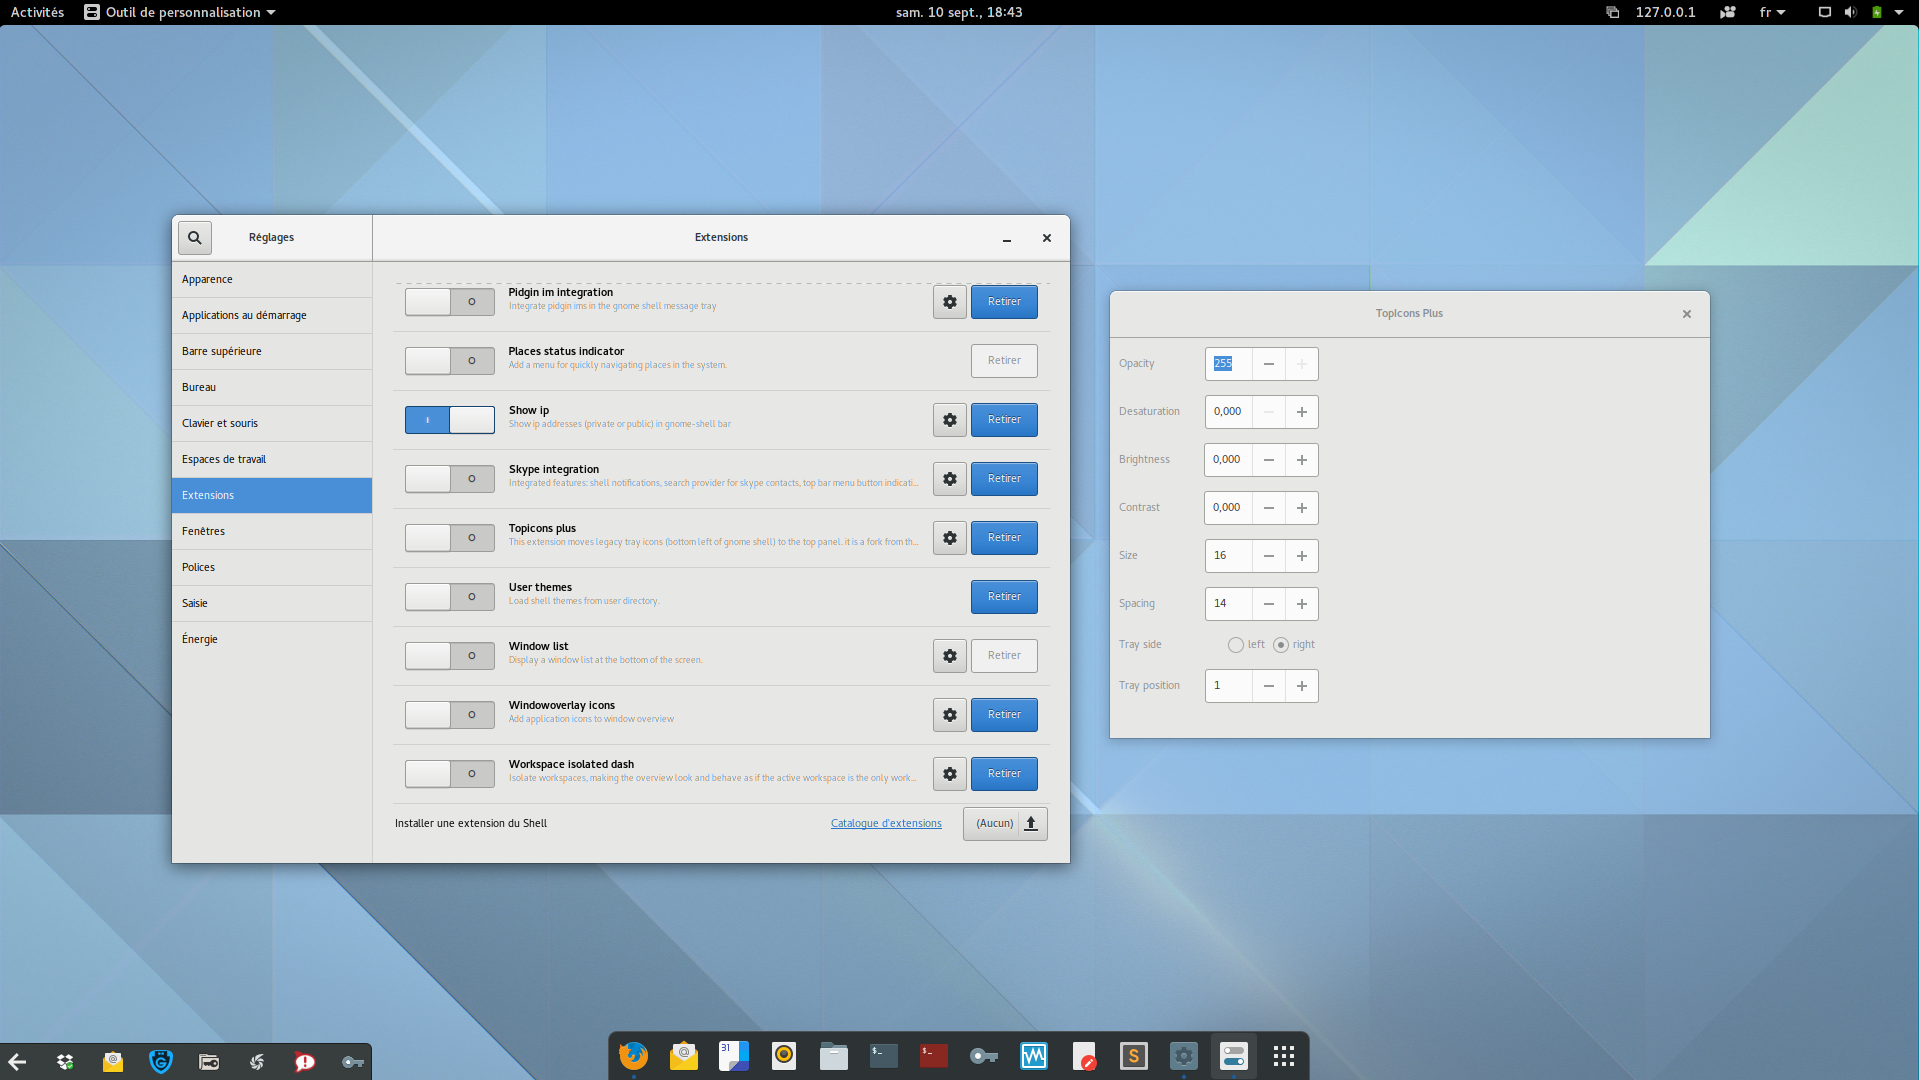 Activités
Outil de personnalisation
sam. 10 sept., 18:43
127.0.0.1
fr
Réglages
Extensions
Apparence
Applications au démarrage
Barre supérieure
Bureau
Clavier et souris
Espaces de travail
Extensions
Fenêtres
Polices
Saisie
Énergie
Pidgin im integration
Integrate pidgin ims in the gnome shell message tray
Retirer
Places status indicator
Add a menu for quickly navigating places in the system.
Retirer
Show ip
Show ip addresses (private or public) in gnome-shell bar
Retirer
Skype integration
Integrated features: shell notifications, search provider for skype contacts, top bar menu button indicati...
Retirer
Topicons plus
This extension moves legacy tray icons (bottom left of gnome shell) to the top panel. it is a fork from th...
Retirer
User themes
Load shell themes from user directory.
Retirer
Window list
Display a window list at the bottom of the screen.
Retirer
Windowoverlay icons
Add application icons to window overview
Retirer
Workspace isolated dash
Isolate workspaces, making the overview look and behave as if the active workspace is the only work...
Retirer
Installer une extension du Shell
Catalogue d'extensions
(Aucun)
TopIcons Plus
Opacity 255
Desaturation 0,000
Brightness 0,000
Contrast 0,000
Size 16
Spacing 14
Tray side left right
Tray position 1
31
$_
$_
S